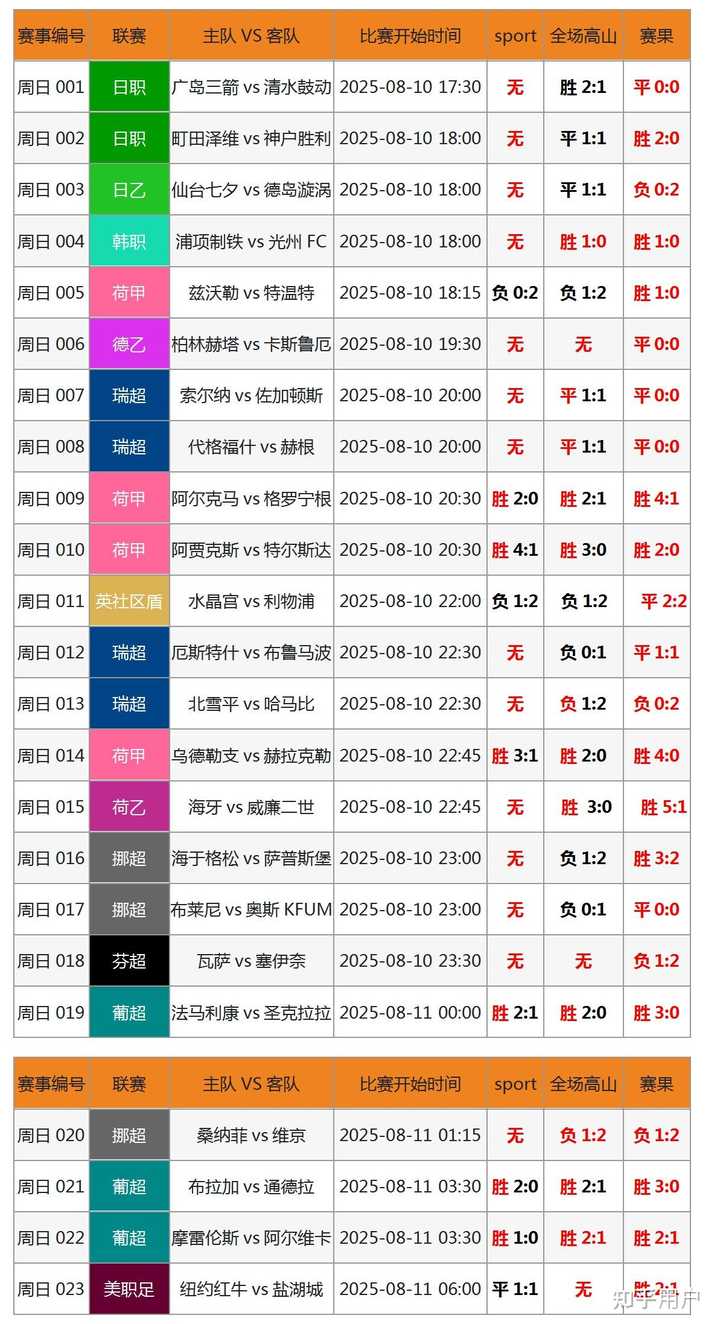 赛事编号 联赛 主队 VS 客队 比赛开始时间 sport 全场高山 赛果
周日 001 日职 广岛三箭 vs 清水鼓动 2025-08-10 17:30 无 胜 2:1 平 0:0
周日 002 日职 町田泽维 vs 神户胜利 2025-08-10 18:00 无 平 1:1 胜 2:0
周日 003 日乙 仙台七夕 vs 德岛漩涡 2025-08-10 18:00 无 平 1:1 负 0:2
周日 004 韩职 浦项制铁 vs 光州 FC 2025-08-10 18:00 无 胜 1:0 胜 1:0
周日 005 荷甲 兹沃勒 vs 特温特 2025-08-10 18:15 负 0:2 负 1:2 胜 1:0
周日 006 德乙 柏林赫塔 vs 卡斯鲁厄 2025-08-10 19:30 无 无 平 0:0
周日 007 瑞超 索尔纳 vs 佐加顿斯 2025-08-10 20:00 无 平 1:1 平 0:0
周日 008 瑞超 代格福什 vs 赫根 2025-08-10 20:00 无 平 1:1 平 0:0
周日 009 荷甲 阿尔克马 vs 格罗宁根 2025-08-10 20:30 胜 2:0 胜 2:1 胜 4:1
周日 010 荷甲 阿贾克斯 vs 特尔斯达 2025-08-10 20:30 胜 4:1 胜 3:0 胜 2:0
周日 011 英社区盾 水晶宫 vs 利物浦 2025-08-10 22:00 负 1:2 负 1:2 平 2:2
周日 012 瑞超 厄斯特什 vs 布鲁马波 2025-08-10 22:30 无 负 0:1 平 1:1
周日 013 瑞超 北雪平 vs 哈马比 2025-08-10 22:30 无 负 1:2 负 0:2
周日 014 荷甲 乌德勒支 vs 赫拉克勒 2025-08-10 22:45 胜 3:1 胜 2:0 胜 4:0
周日 015 荷乙 海牙 vs 威廉二世 2025-08-10 22:45 无 胜 3:0 胜 5:1
周日 016 挪超 海于格松 vs 萨普斯堡 2025-08-10 23:00 无 负 1:2 胜 3:2
周日 017 挪超 布莱尼 vs 奥斯 KFUM 2025-08-10 23:00 无 负 0:1 平 0:0
周日 018 芬超 瓦萨 vs 塞伊奈 2025-08-10 23:30 无 无 负 1:2
周日 019 葡超 法马利康 vs 圣克拉拉 2025-08-11 00:00 胜 2:1 胜 2:0 胜 3:0
赛事编号 联赛 主队 VS 客队 比赛开始时间 sport 全场高山 赛果
周日 020 挪超 桑纳菲 vs 维京 2025-08-11 01:15 无 负 1:2 负 1:2
周日 021 葡超 布拉加 vs 通德拉 2025-08-11 03:30 胜 2:0 胜 2:1 胜 3:0
周日 022 葡超 摩雷伦斯 vs 阿尔维卡 2025-08-11 03:30 胜 1:0 胜 2:1 胜 2:1
周日 023 美职足 纽约红牛 vs 盐湖城 2025-08-11 06:00 平 1:1 无 胜 2:1
知乎用户